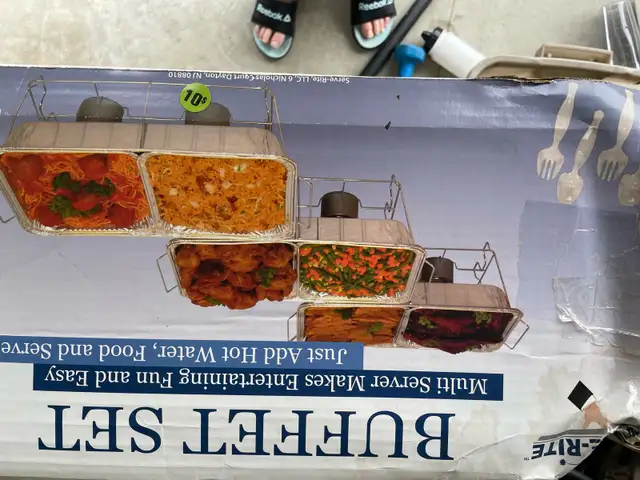 E-RITE™
BUFFET SET
Multi Server Makes Entertaining Fun and Easy
Just Add Hot Water, Food and Serve
10$
Serve-Rite, LLC, 6 Nicholas Court Dayton, NJ 08810
Reebok
Reebok